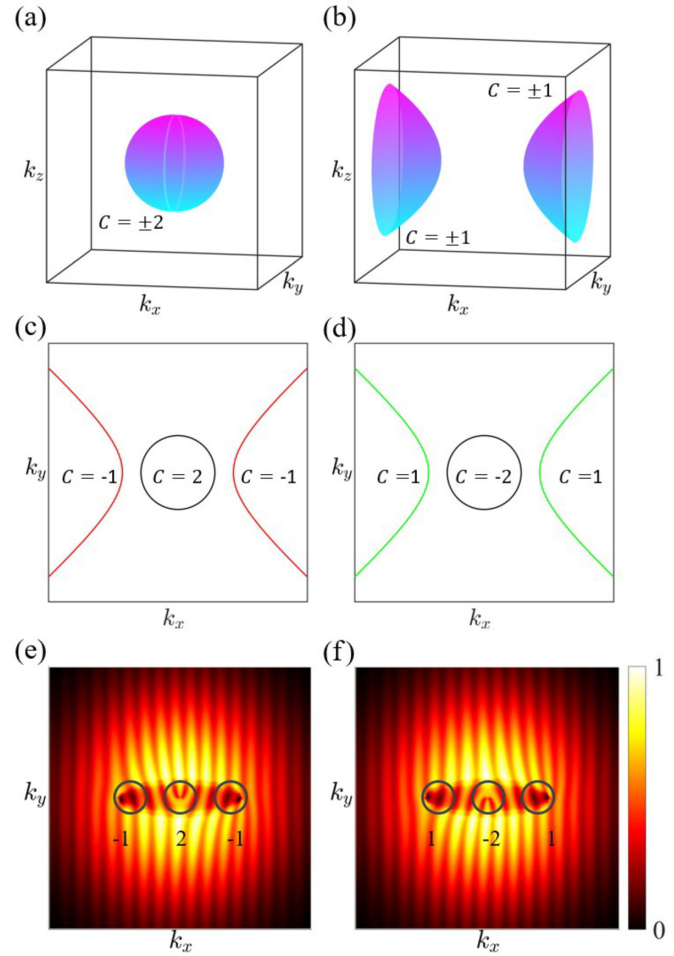 (a) (b)
C = ±1
k_z C = ±2 k_z
C = ±1
k_y k_y
k_x k_x
(c) (d)
k_y C = -1 C = 2 C = -1 k_y C =1 C = -2 C =1
k_x k_x
(e) (f)
1
k_y k_y
-1 2 -1 1 -2 1
0
k_x k_x